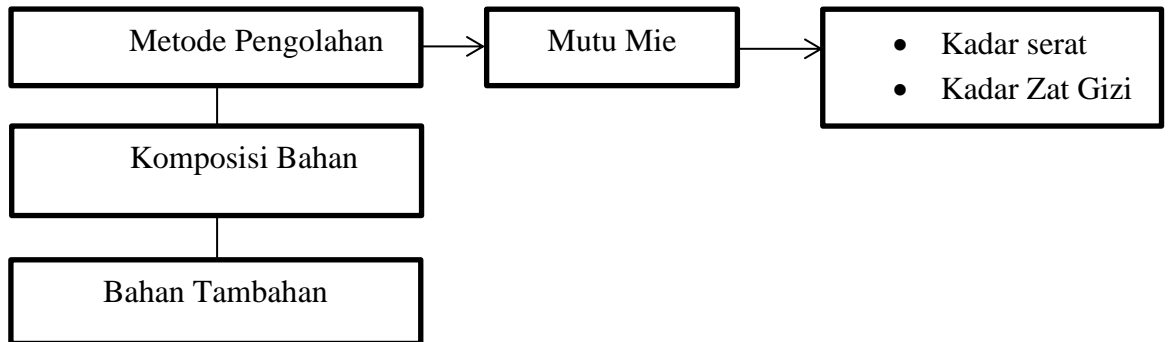 Metode Pengolahan
Mutu Mie
• Kadar serat
• Kadar Zat Gizi
Komposisi Bahan
Bahan Tambahan